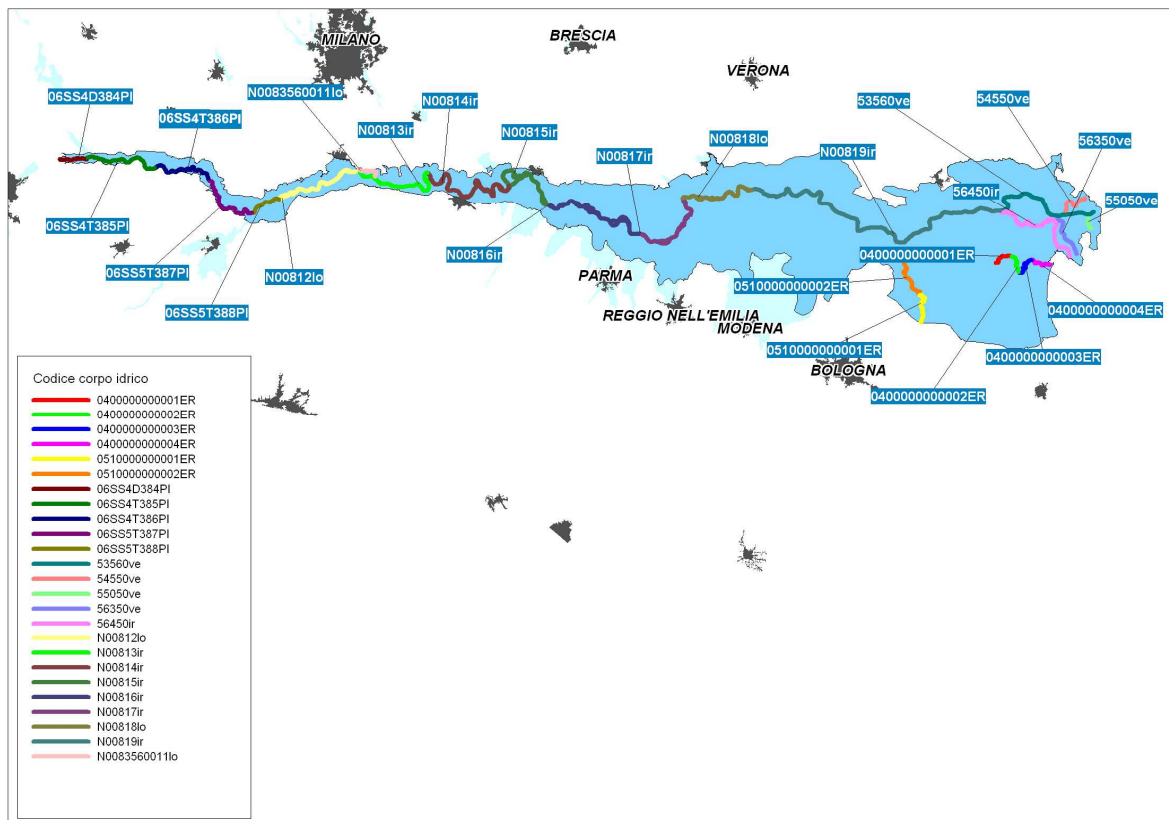 MILANO
BRESCIA
VERONA
06SS4D384PI
06SS4T386PI
N0083560011lo
N00813ir
N00814ir
N00815ir
N00817ir
N00818lo
N00819ir
53560ve
54550ve
56350ve
56450ir
55050ve
06SS4T385PI
06SS5T387PI
06SS5T388PI
N00812lo
N00816ir
PARMA
REGGIO NELL'EMILIA
MODENA
BOLOGNA
0400000000001ER
0510000000002ER
0510000000001ER
0400000000004ER
0400000000003ER
0400000000002ER
Codice corpo idrico
0400000000001ER
0400000000002ER
0400000000003ER
0400000000004ER
0510000000001ER
0510000000002ER
06SS4D384PI
06SS4T385PI
06SS4T386PI
06SS5T387PI
06SS5T388PI
53560ve
54550ve
55050ve
56350ve
56450ir
N00812lo
N00813ir
N00814ir
N00815ir
N00816ir
N00817ir
N00818lo
N00819ir
N0083560011lo